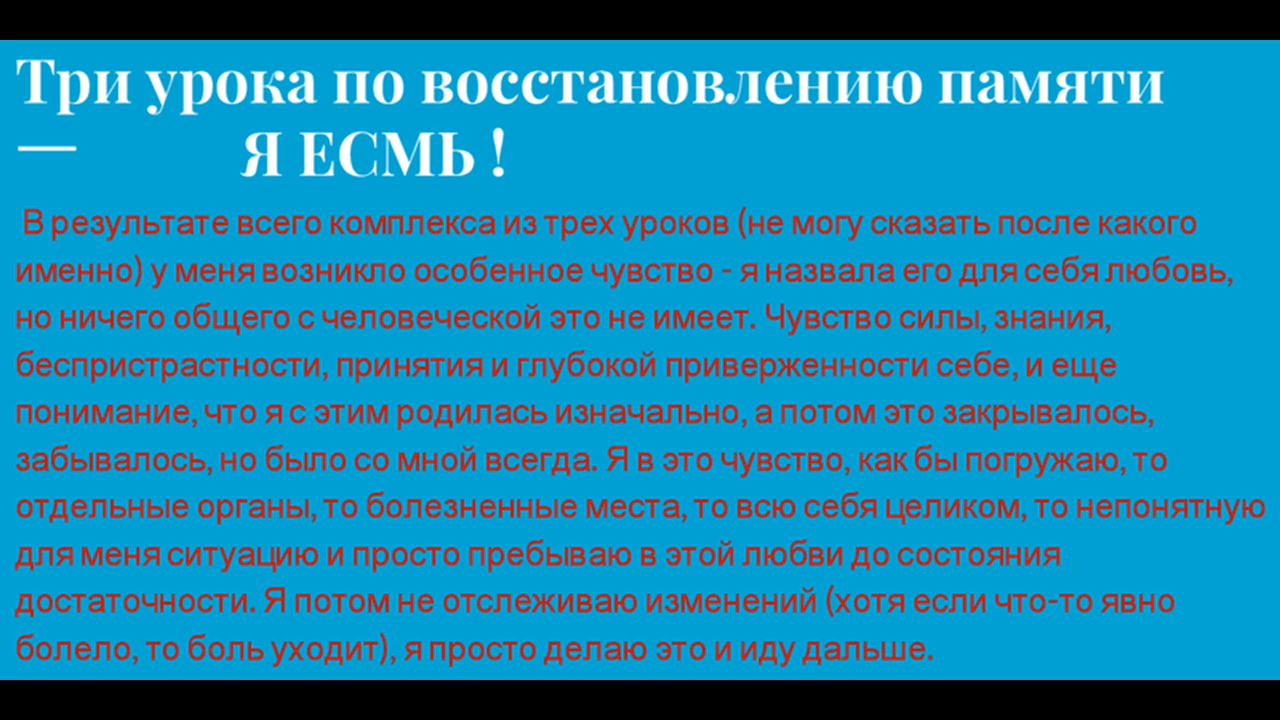 Три урока по восстановлению памяти
— Я ЕСМЬ !
В результате всего комплекса из трех уроков (не могу сказать после какого
именно) у меня возникло особенное чувство - я назвала его для себя любовь,
но ничего общего с человеческой это не имеет. Чувство силы, знания,
беспристрастности, принятия и глубокой приверженности себе, и еще
понимание, что я с этим родилась изначально, а потом это закрывалось,
забывалось, но было со мной всегда. Я в это чувство, как бы погружаю, то
отдельные органы, то болезненные места, то всю себя целиком, то непонятную
для меня ситуацию и просто пребываю в этой любви до состояния
достаточности. Я потом не отслеживаю изменений (хотя если что-то явно
болело, то боль уходит), я просто делаю это и иду дальше.